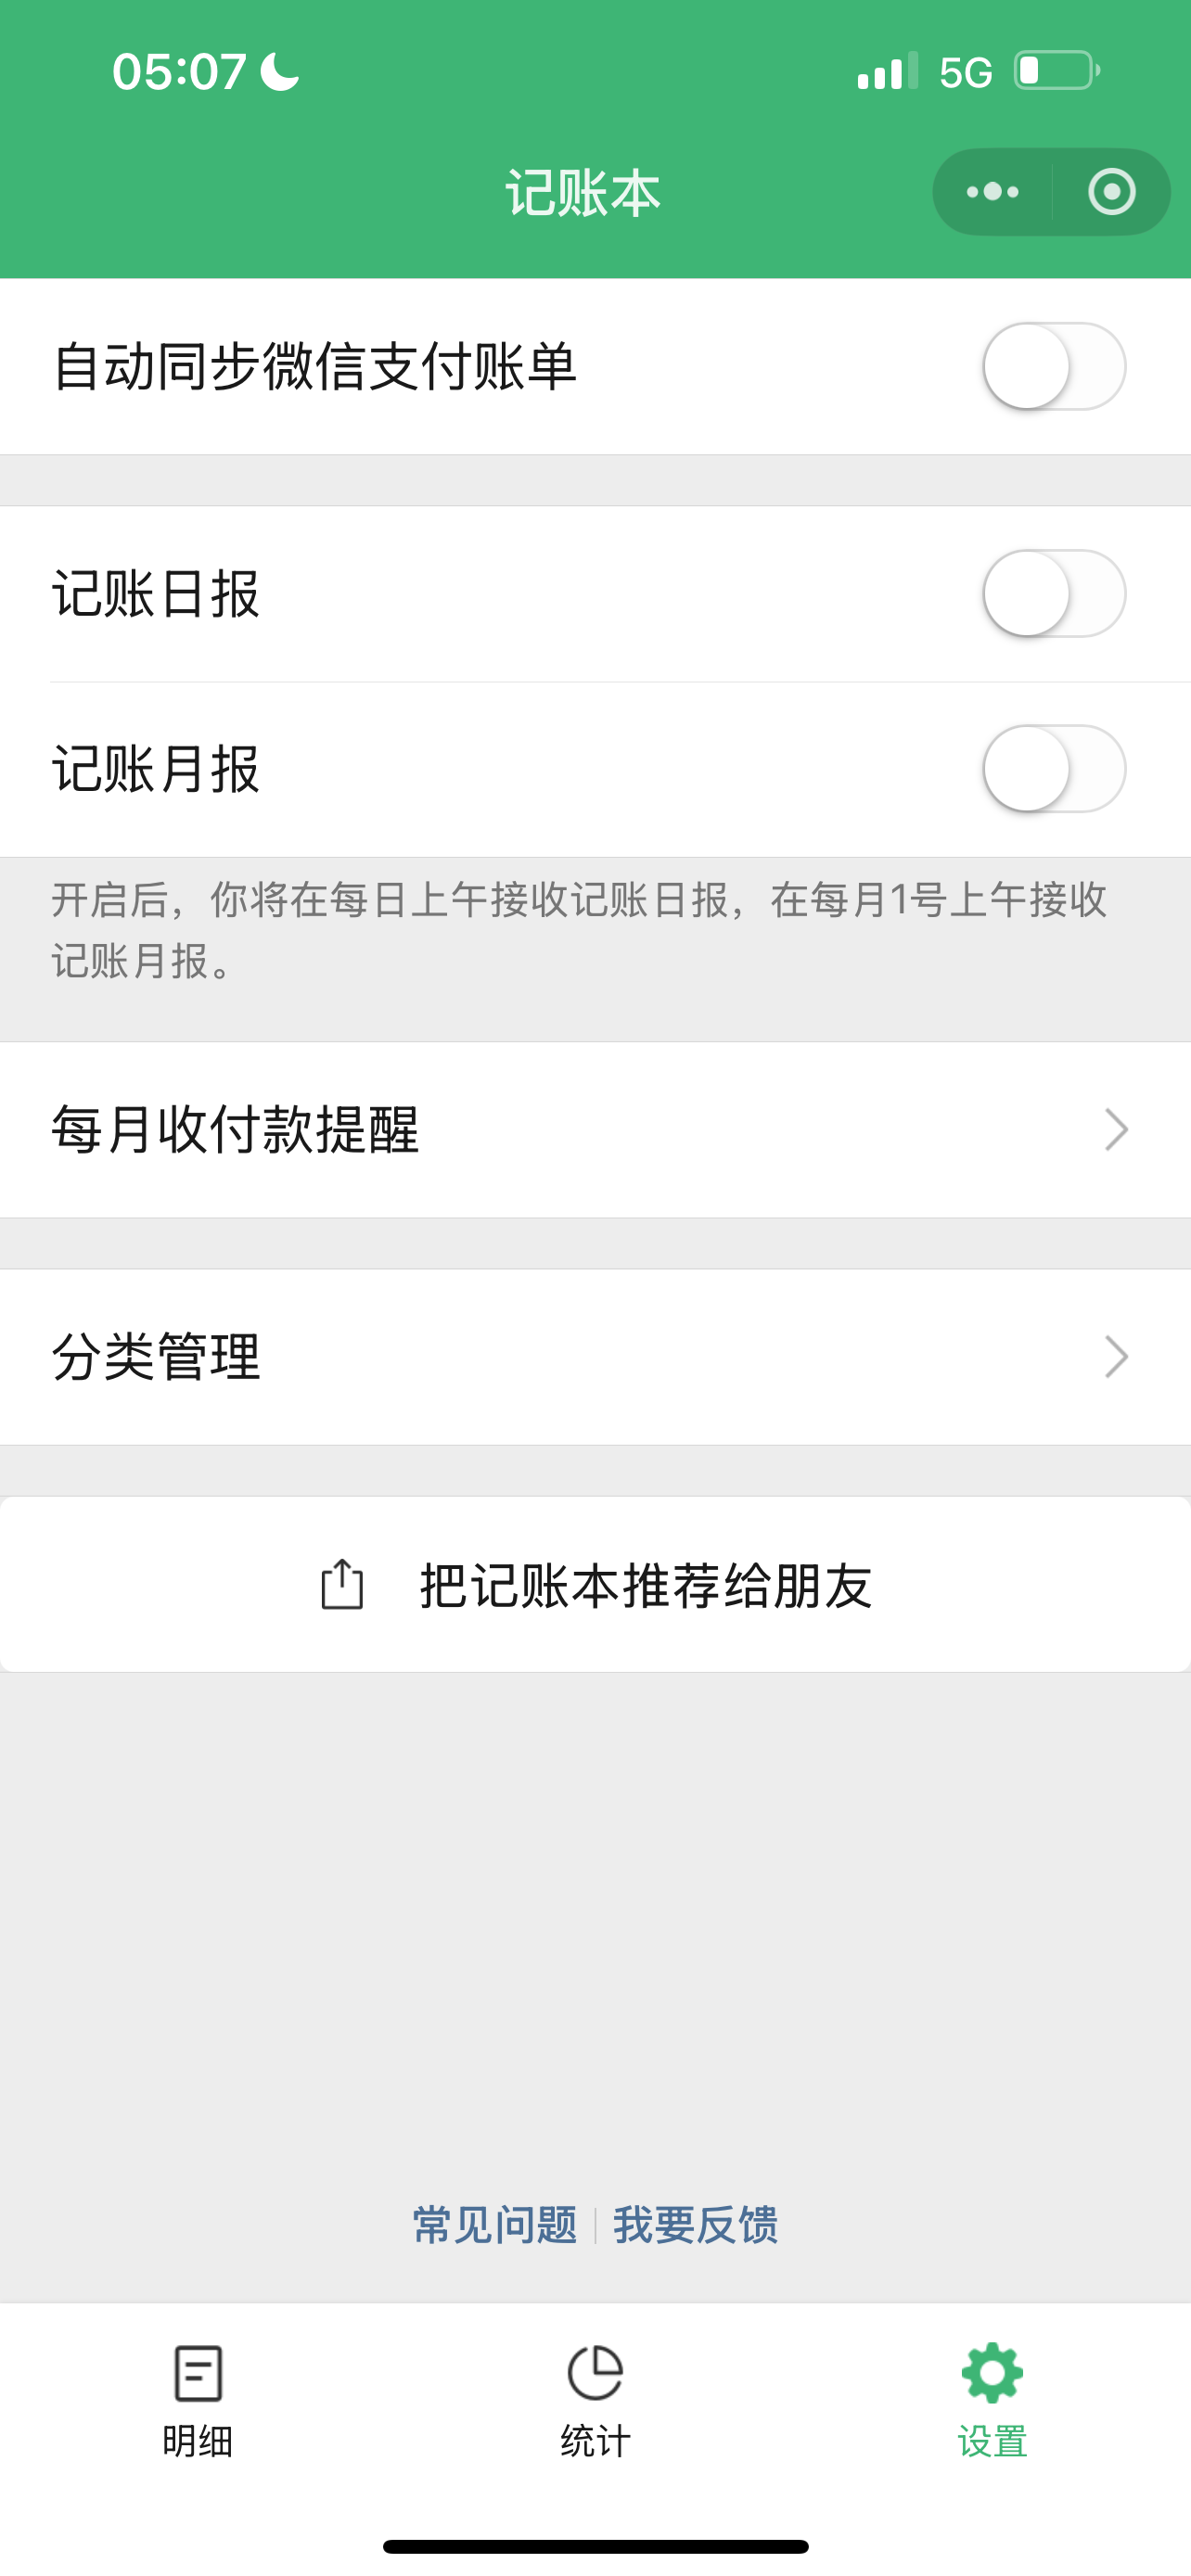 05:07
5G
记账本
自动同步微信支付账单
记账日报
记账月报
开启后，你将在每日上午接收记账日报，在每月1号上午接收
记账月报。
每月收付款提醒
分类管理
把记账本推荐给朋友
常见问题 我要反馈
明细 统计 设置